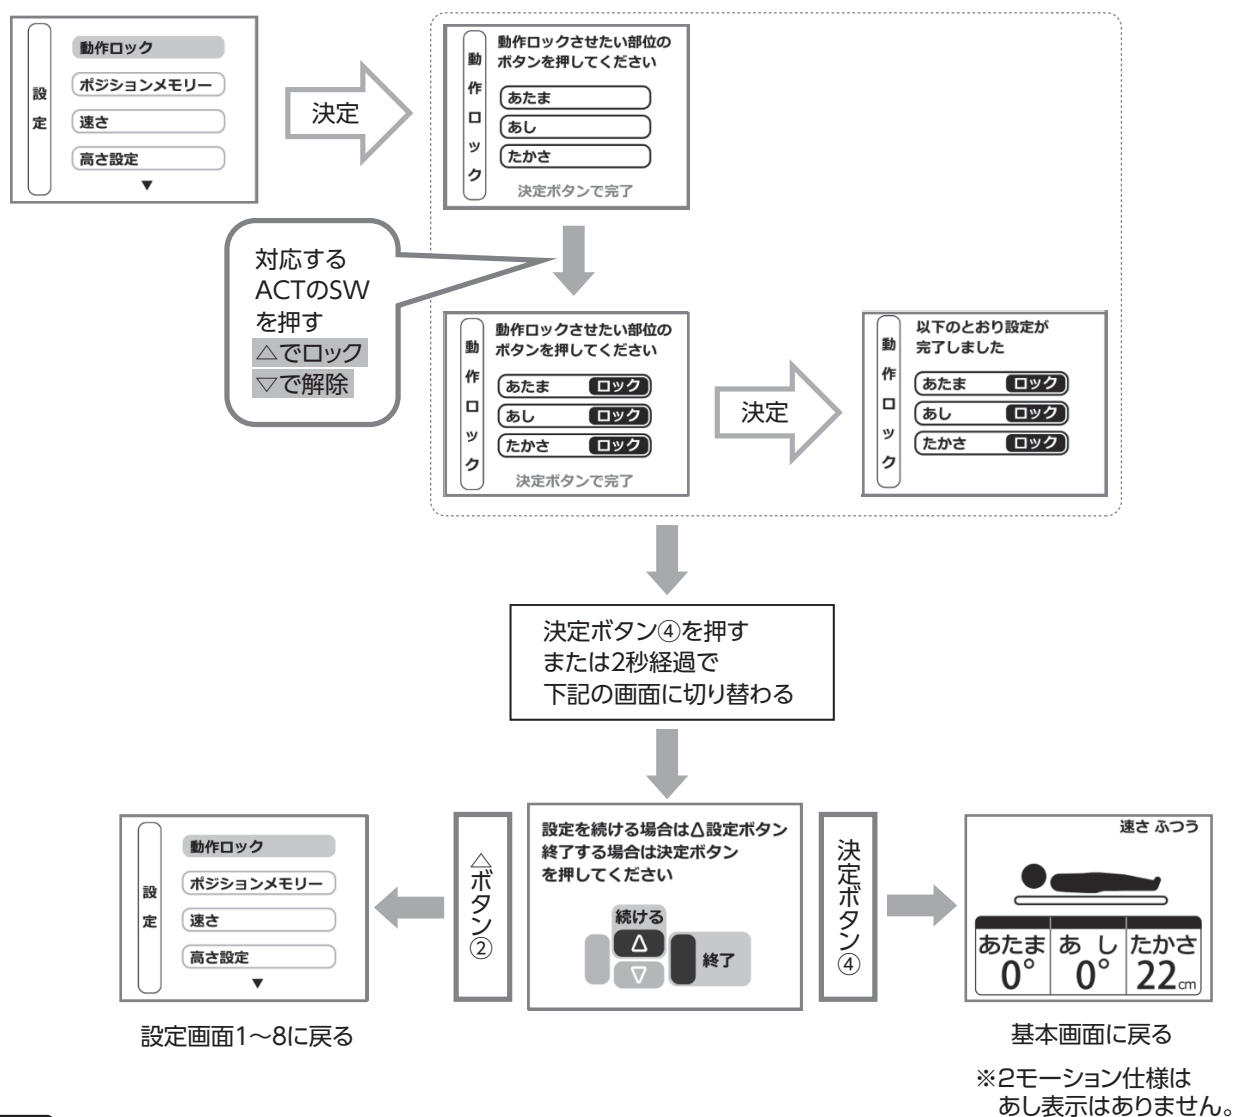 設定
動作ロック
ポジションメモリー
速さ
高さ設定
▼
決定
動作ロック
動作ロックさせたい部位の
ボタンを押してください
あたま
あし
たかさ
決定ボタンで完了
対応する
ACTのSW
を押す
△でロック
▽で解除
動作ロック
動作ロックさせたい部位の
ボタンを押してください
あたま ロック
あし ロック
たかさ ロック
決定ボタンで完了
決定
動作ロック
以下のとおり設定が
完了しました
あたま ロック
あし ロック
たかさ ロック
決定ボタン④を押す
または2秒経過で
下記の画面に切り替わる
設定
動作ロック
ポジションメモリー
速さ
高さ設定
▼
設定画面1～8に戻る
△ボタン②
設定を続ける場合は△設定ボタン
終了する場合は決定ボタン
を押してください
続ける
△
▽
終了
決定ボタン④
速さ ふつう
あたま あし たかさ
0° 0° 22cm
基本画面に戻る
※2モーション仕様は
あし表示はありません。